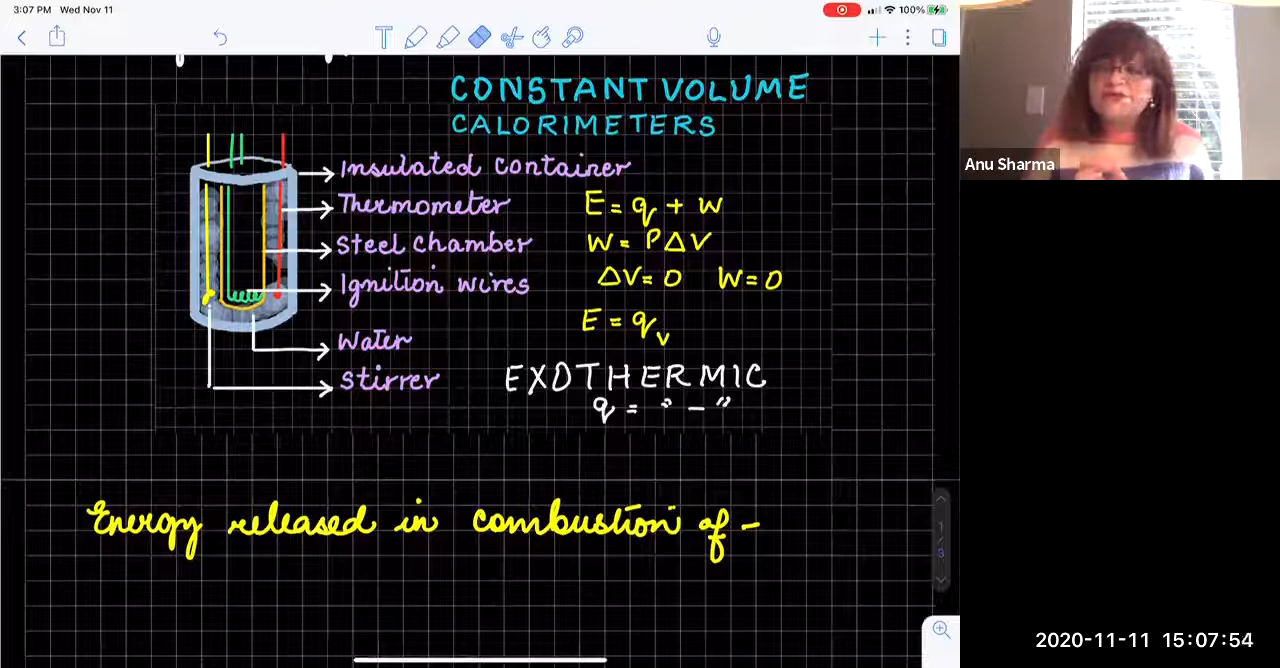 3:07 PM Wed Nov 11
100%
CONSTANT VOLUME
CALORIMETERS
Insulated container
Thermometer
E = q + w
Steel chamber
W = PΔV
Ignition wires
ΔV = 0 W = 0
E = qv
Water
Stirrer
EXOTHERMIC
q = " - "
Energy released in combustion of -
1
/
3
Anu Sharma
2020-11-11 15:07:54